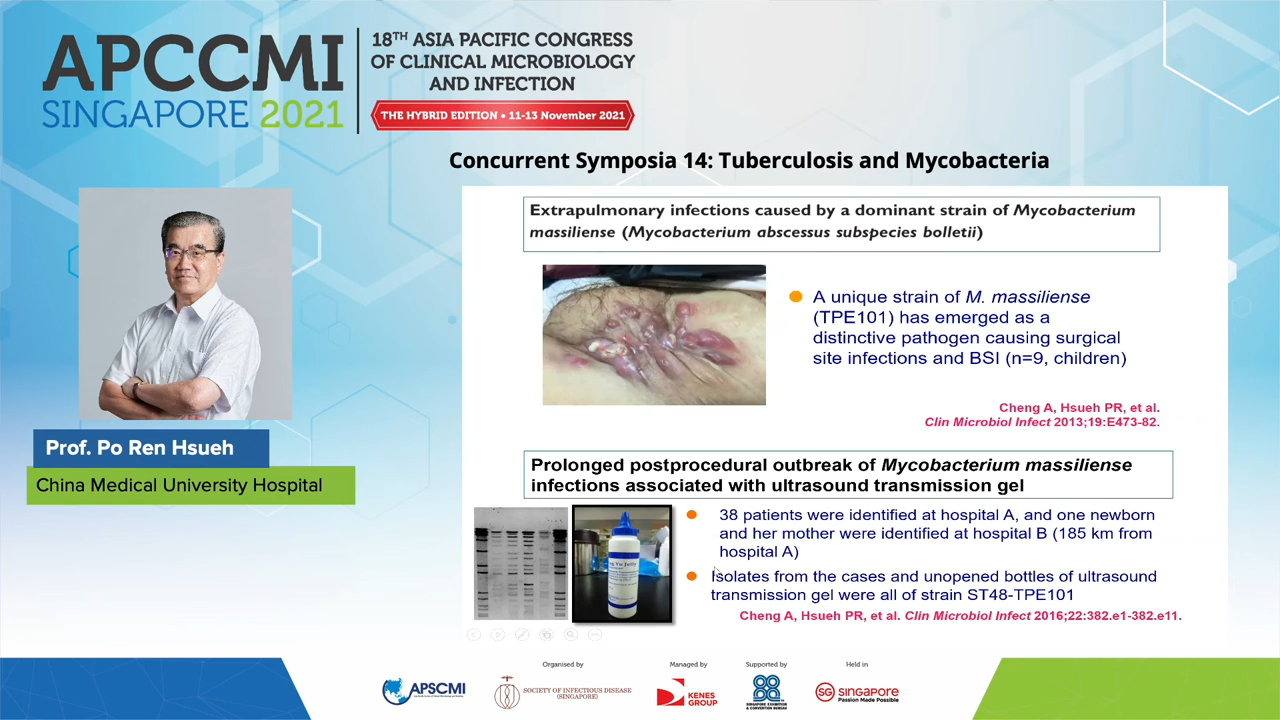 APCCMI
SINGAPORE 2021
18TH ASIA PACIFIC CONGRESS
OF CLINICAL MICROBIOLOGY
AND INFECTION
THE HYBRID EDITION • 11-13 November 2021
Concurrent Symposia 14: Tuberculosis and Mycobacteria
Prof. Po Ren Hsueh
China Medical University Hospital
Extrapulmonary infections caused by a dominant strain of Mycobacterium
massiliense (Mycobacterium abscessus subspecies bolletii)
A unique strain of M. massiliense
(TPE101) has emerged as a
distinctive pathogen causing surgical
site infections and BSI (n=9, children)
Cheng A, Hsueh PR, et al.
Clin Microbiol Infect 2013;19:E473-82.
Prolonged postprocedural outbreak of Mycobacterium massiliense
infections associated with ultrasound transmission gel
38 patients were identified at hospital A, and one newborn
and her mother were identified at hospital B (185 km from
hospital A)
Isolates from the cases and unopened bottles of ultrasound
transmission gel were all of strain ST48-TPE101
Cheng A, Hsueh PR, et al. Clin Microbiol Infect 2016;22:382.e1-382.e11.
Organised by
APSCMI
SOCIETY OF INFECTIOUS DISEASE
(SINGAPORE)
Managed by
KENES
GROUP
Supported by
SINGAPORE EXHIBITION
& CONVENTION BUREAU
Held in
SG singapore
Passion Made Possible